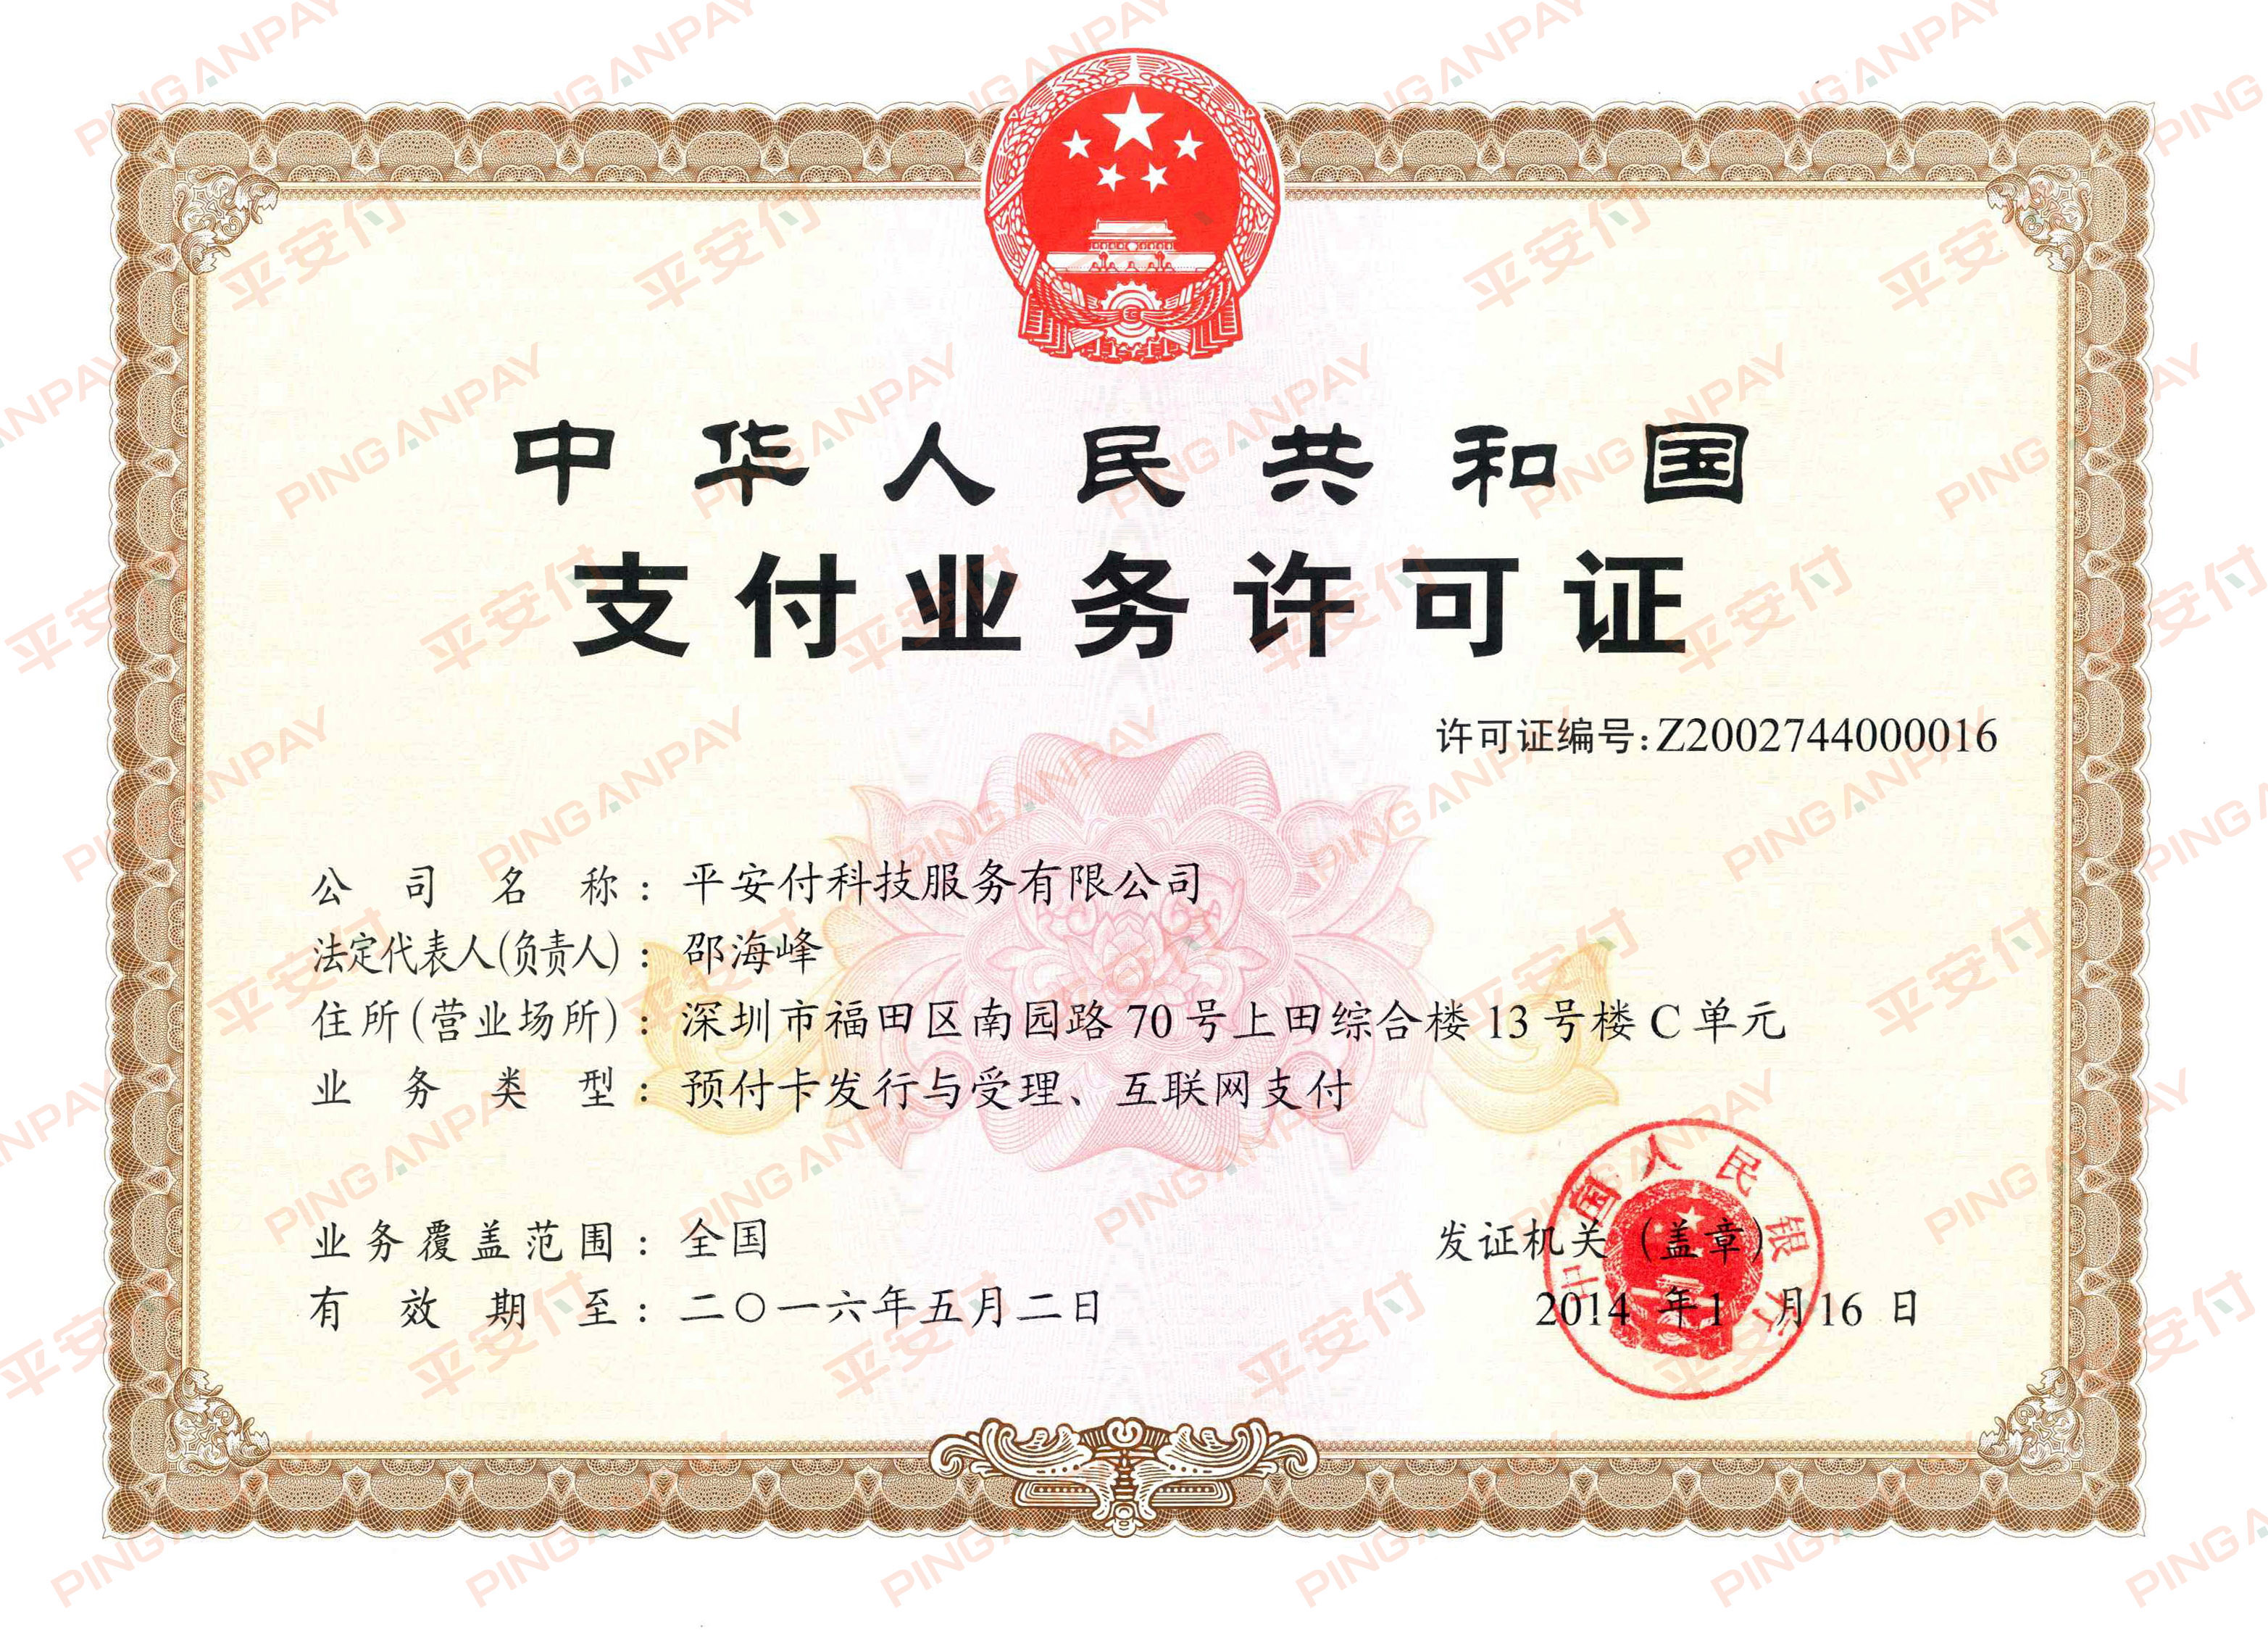 中华人民共和国
支付业务许可证
许可证编号:Z2002744000016
公司名称:平安付科技服务有限公司
法定代表人(负责人):邵海峰
住所(营业场所):深圳市福田区南园路70号上田综合楼13号楼C单元
业务类型:预付卡发行与受理、互联网支付
业务覆盖范围:全国
有效期至:二〇一六年五月二日
发证机关(盖章)
2014年1月16日
中国人民银行
平安付
PINGANPAY